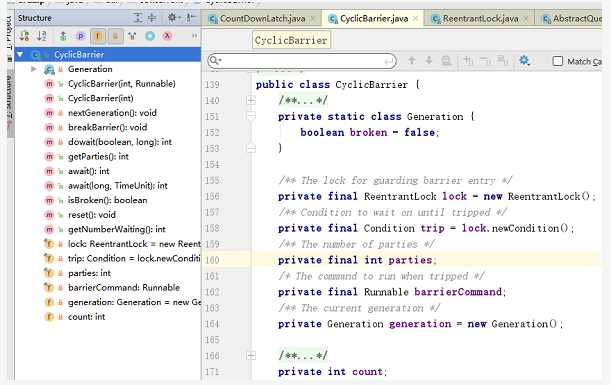 Structure
CountDownLatch.java
CyclicBarrier.java
ReentrantLock.java
AbstractQue
CyclicBarrier
CyclicBarrier
Generation
CyclicBarrier(int, Runnable)
CyclicBarrier(int)
nextGeneration(): void
breakBarrier(): void
dowait(boolean, long): int
getParties(): int
await(): int
await(long, TimeUnit): int
isBroken(): boolean
reset(): void
getNumberWaiting(): int
lock: ReentrantLock = new Reent
trip: Condition = lock.newConditi
parties: int
barrierCommand: Runnable
generation: Generation = new Ge
count: int
Match Case
139 public class CyclicBarrier {
140 /**...*/
151 private static class Generation {
152 boolean broken = false;
153 }
154
155 /** The lock for guarding barrier entry */
156 private final ReentrantLock lock = new ReentrantLock();
157 /** Condition to wait on until tripped */
158 private final Condition trip = lock.newCondition();
159 /** The number of parties */
160 private final int parties;
161 /* The command to run when tripped */
162 private final Runnable barrierCommand;
163 /** The current generation */
164 private Generation generation = new Generation();
165
166 /**...*/
171 private int count;